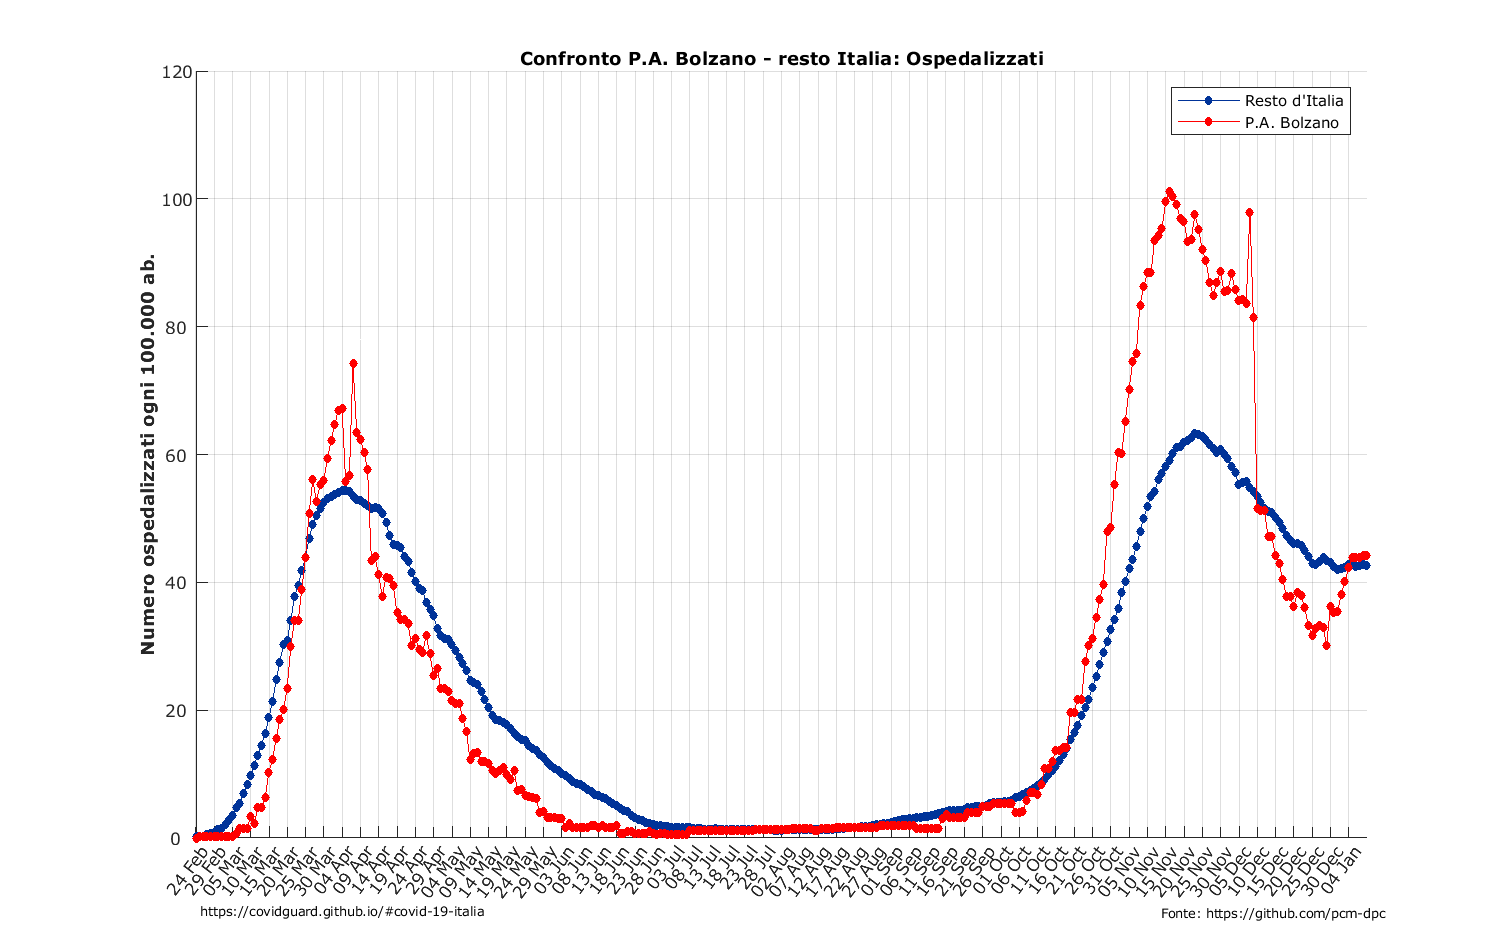 Confronto P.A. Bolzano - resto Italia: Ospedalizzati
Resto d'Italia
P.A. Bolzano
Numero ospedalizzati ogni 100.000 ab.
120
100
80
60
40
20
0
24 Feb
29 Feb
05 Mar
10 Mar
15 Mar
20 Mar
25 Mar
30 Mar
04 Apr
09 Apr
14 Apr
19 Apr
24 Apr
29 Apr
04 May
09 May
14 May
19 May
24 May
29 May
03 Jun
08 Jun
13 Jun
18 Jun
23 Jun
28 Jun
03 Jul
08 Jul
13 Jul
18 Jul
23 Jul
28 Jul
02 Aug
07 Aug
12 Aug
17 Aug
22 Aug
27 Aug
01 Sep
06 Sep
11 Sep
16 Sep
21 Sep
26 Sep
01 Oct
06 Oct
11 Oct
16 Oct
21 Oct
26 Oct
31 Oct
05 Nov
10 Nov
15 Nov
20 Nov
25 Nov
30 Nov
05 Dec
10 Dec
15 Dec
20 Dec
25 Dec
30 Dec
04 Jan
https://covidguard.github.io/#covid-19-italia
Fonte: https://github.com/pcm-dpc